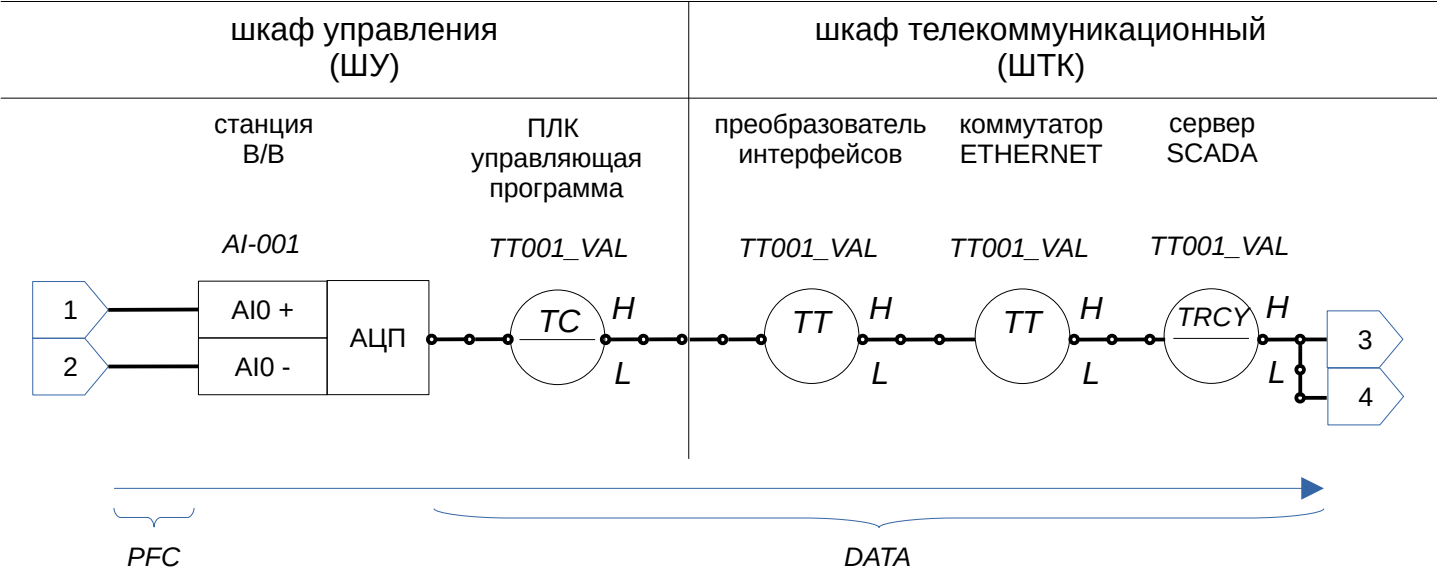 шкаф управления
(ШУ)
шкаф телекоммуникационный
(ШТК)
станция
В/В
ПЛК
управляющая
программа
преобразователь
интерфейсов
коммутатор
ETHERNET
сервер
SCADA
AI-001
TT001_VAL
TT001_VAL
TT001_VAL
TT001_VAL
1
2
AI0 +
AI0 -
АЦП
TC
H
L
TT
H
L
TT
H
L
TRCY
H
L
3
4
PFC
DATA